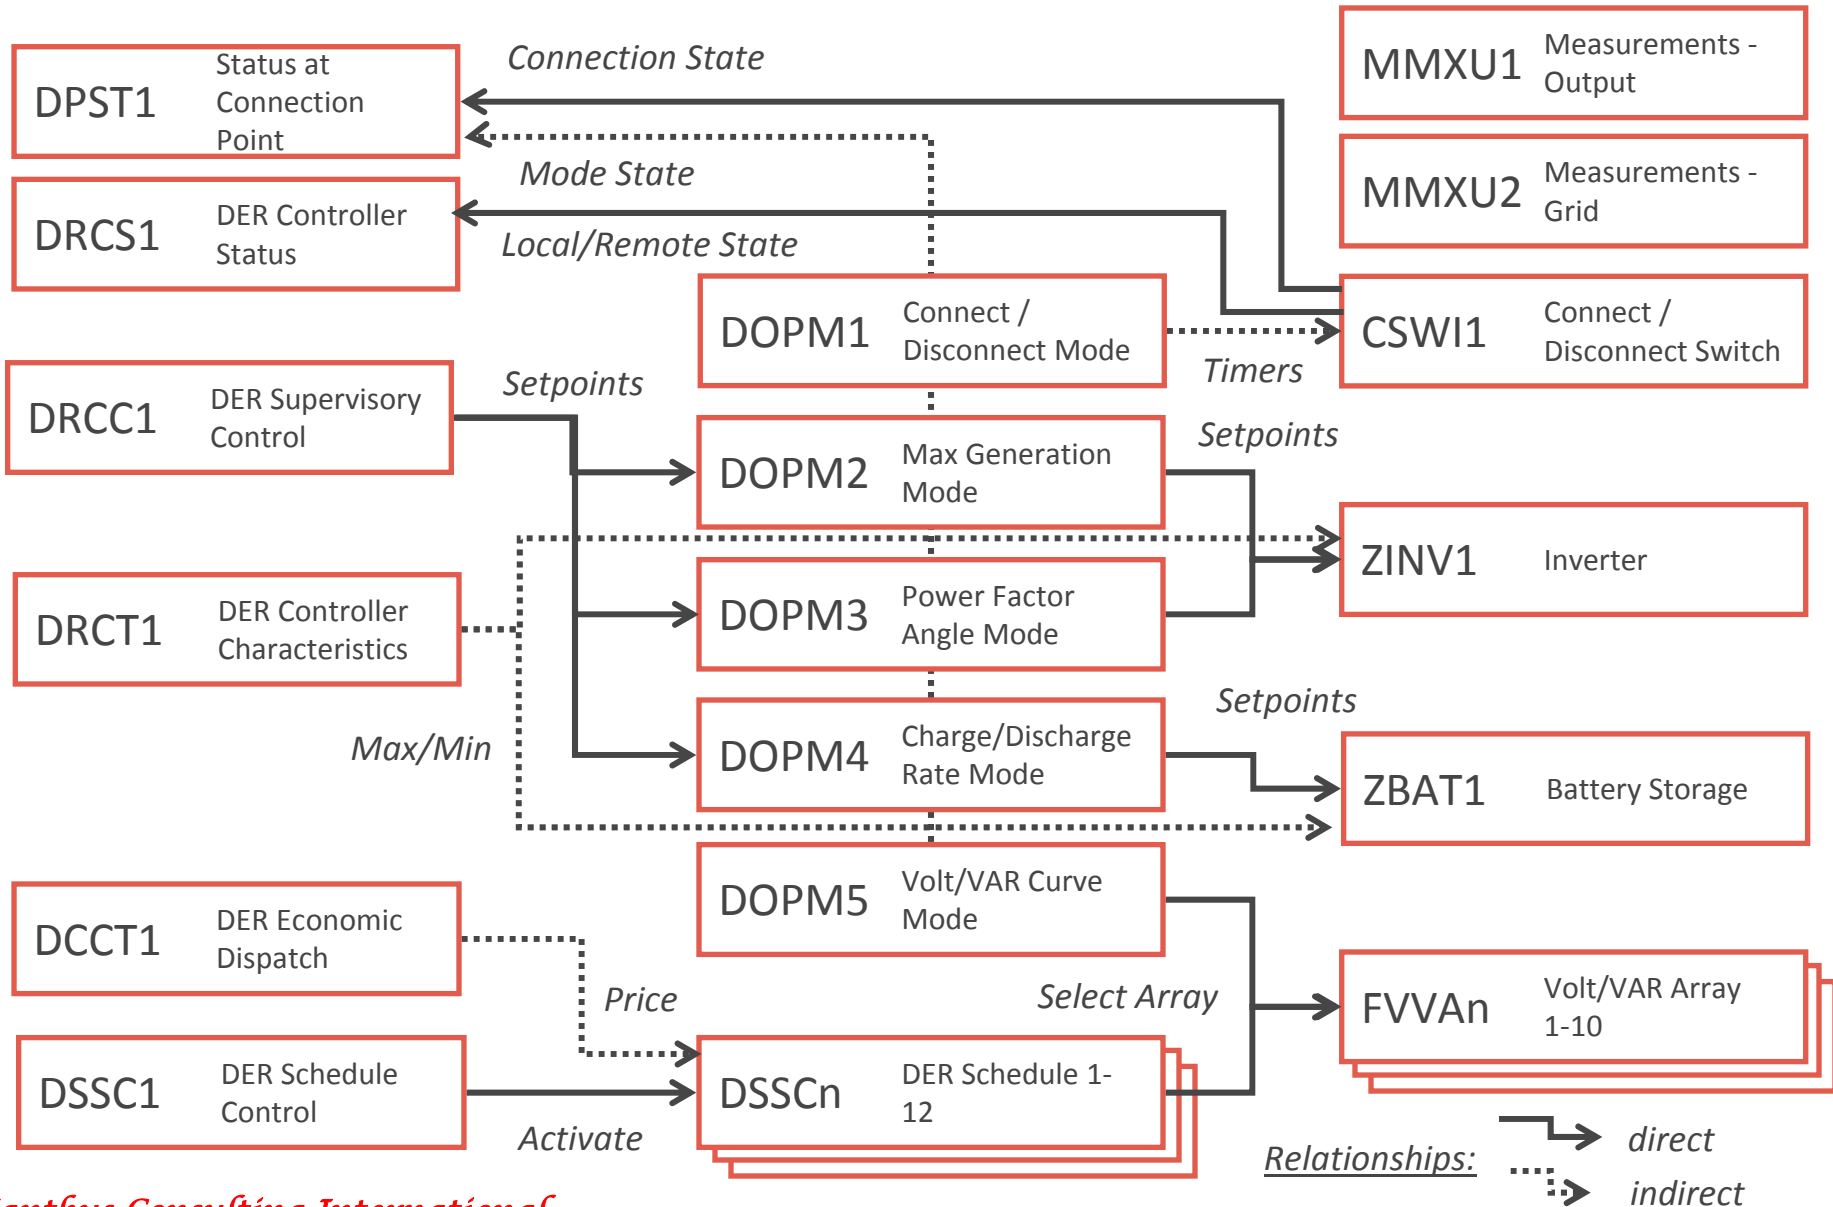 DPST1
Status at
Connection
Point
Connection State
MMXU1
Measurements -
Output
Mode State
MMXU2
Measurements -
Grid
DRCS1
DER Controller
Status
Local/Remote State
DOPM1
Connect /
Disconnect Mode
Timers
CSWI1
Connect /
Disconnect Switch
DRCC1
DER Supervisory
Control
Setpoints
DOPM2
Max Generation
Mode
Setpoints
ZINV1
Inverter
DRCT1
DER Controller
Characteristics
DOPM3
Power Factor
Angle Mode
Max/Min
DOPM4
Charge/Discharge
Rate Mode
Setpoints
ZBAT1
Battery Storage
DCCT1
DER Economic
Dispatch
Price
DOPM5
Volt/VAR Curve
Mode
Select Array
FVVAn
Volt/VAR Array
1-10
DSSC1
DER Schedule
Control
Activate
DSSCn
DER Schedule 1-
12
Relationships:
direct
indirect
Consulting International